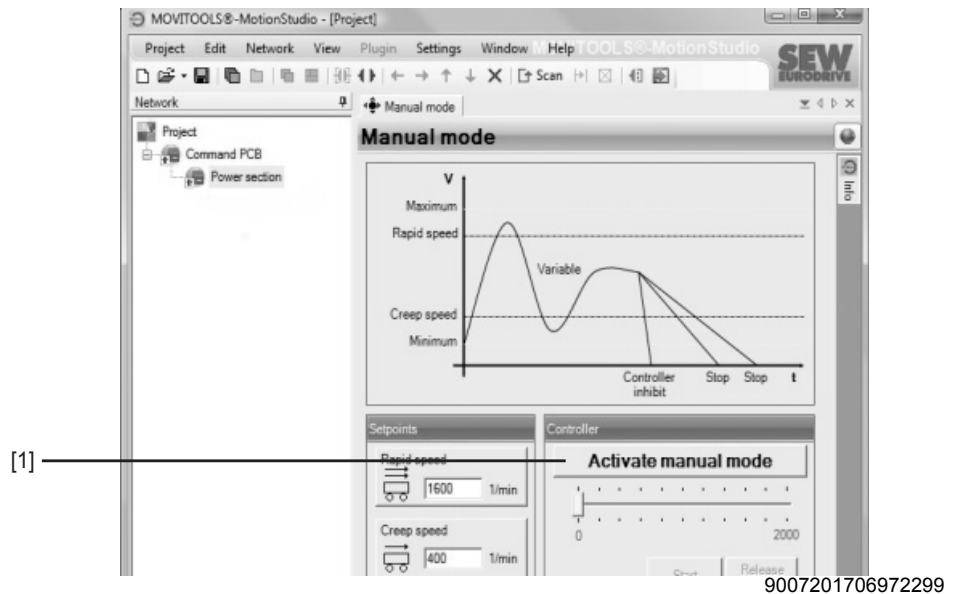 MOVITOOLS®-MotionStudio - [Project]
Project Edit Network View Plugin Settings Window Help
SEW
EURODRIVE
Scan
Network
Manual mode
Project
Command PCB
Power section
Manual mode
Info
V
Maximum
Rapid speed
Variable
Creep speed
Minimum
Controller inhibit
Stop
Stop
t
Setpoints
Controller
[1]
Rapid speed
1600 1/min
Activate manual mode
0 2000
Creep speed
400 1/min
Start
Release
9007201706972299